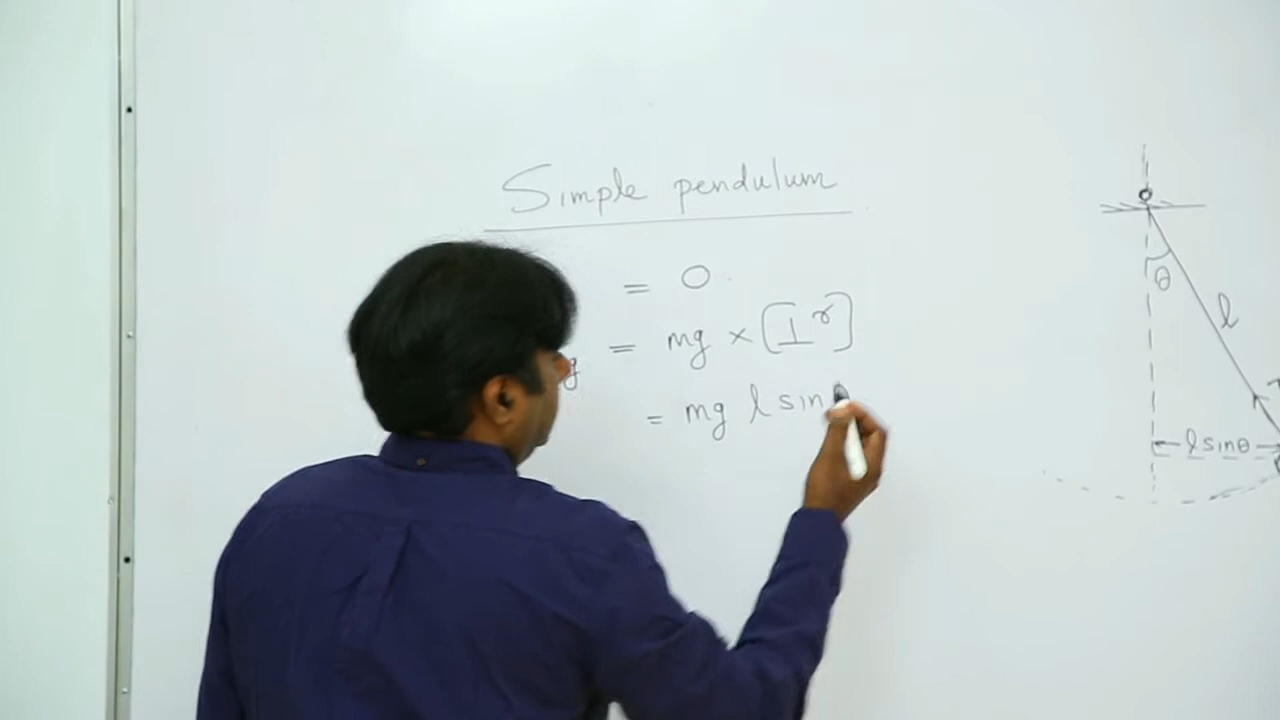 Simple pendulum
= 0
g = mg × [⊥r]
= mg l sin
θ
l
l sinθ